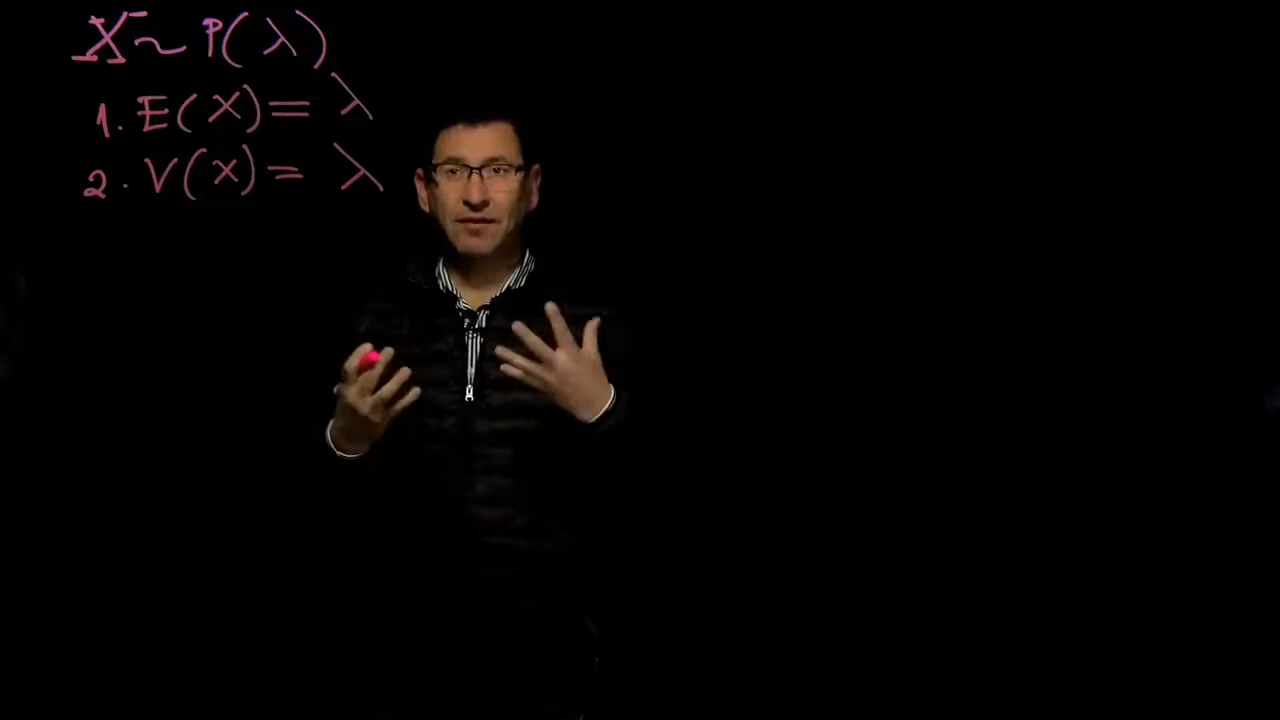 X ~ P(λ)
1. E(X) = λ
2. V(X) = λ